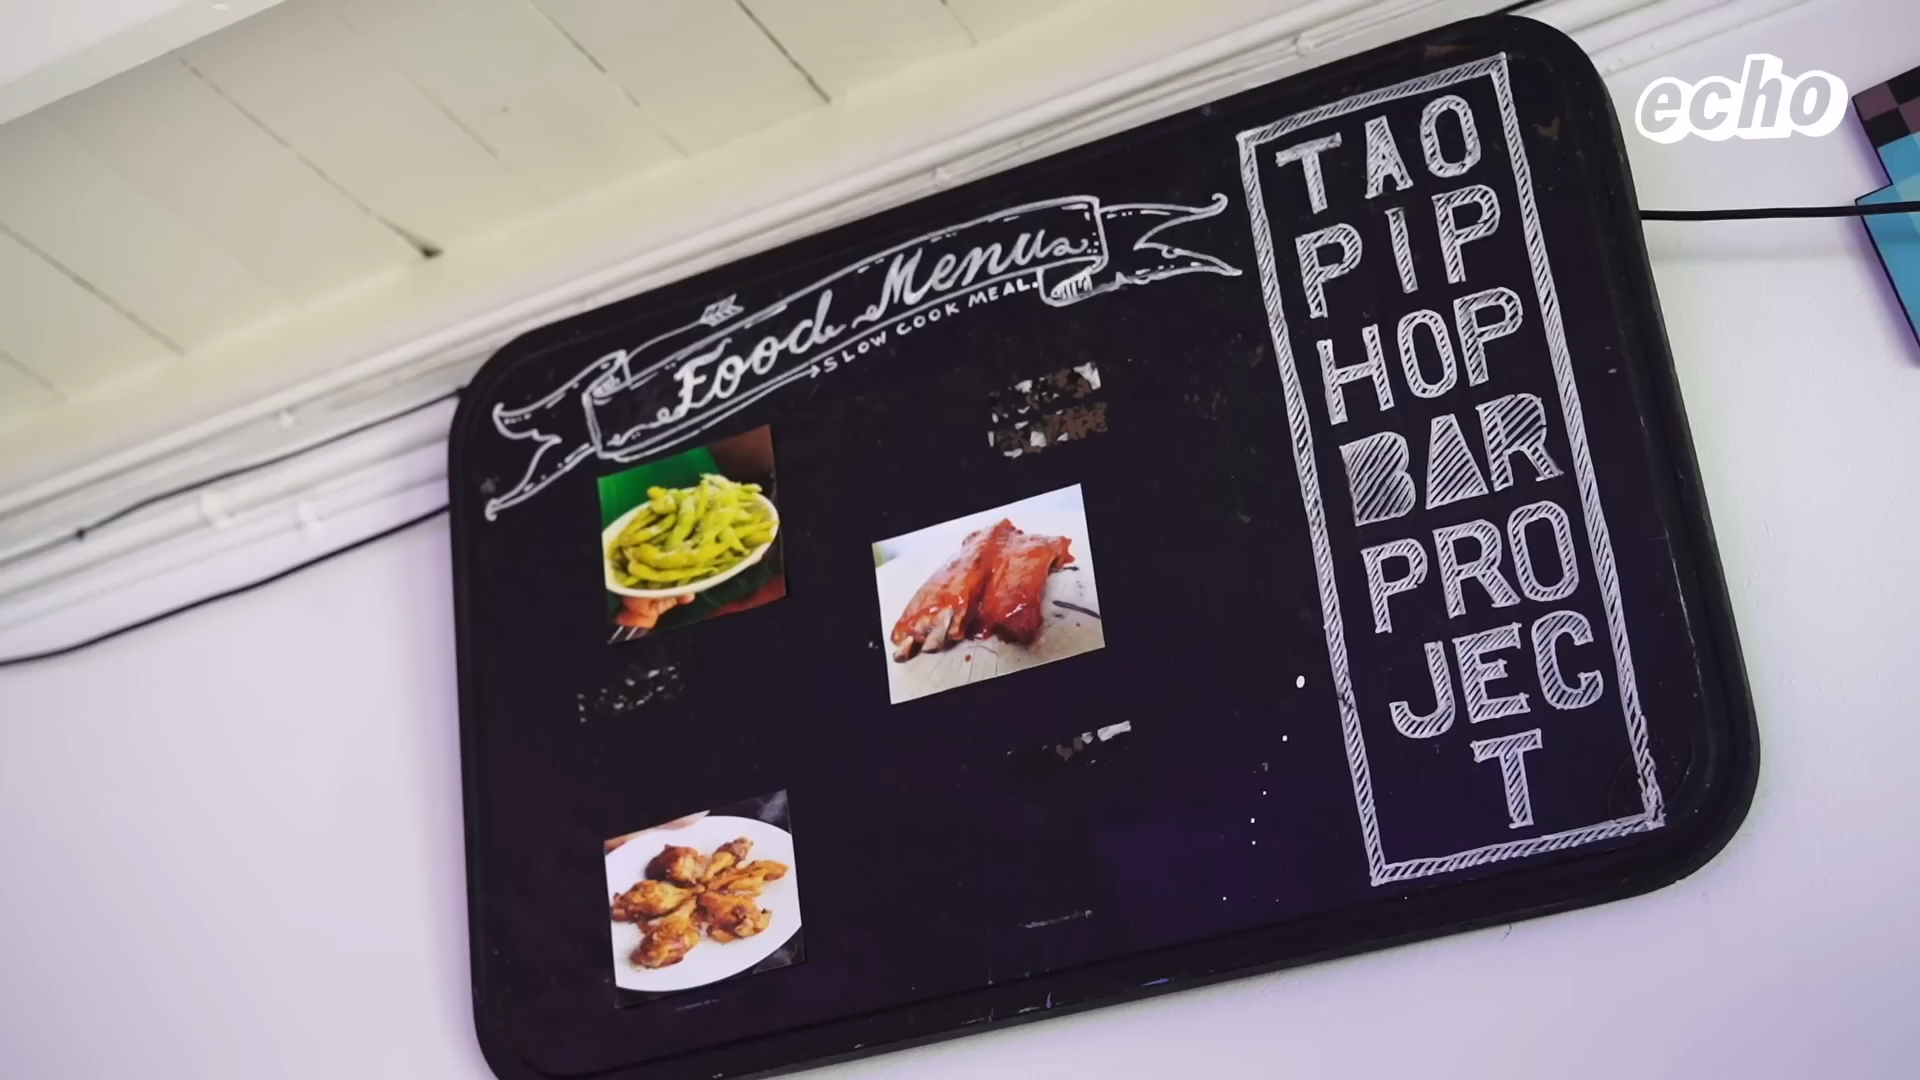 echo
Food Menu
SLOW COOK MEAL.
TAO
PIP
HOP
BAR
PRO
JEC
T